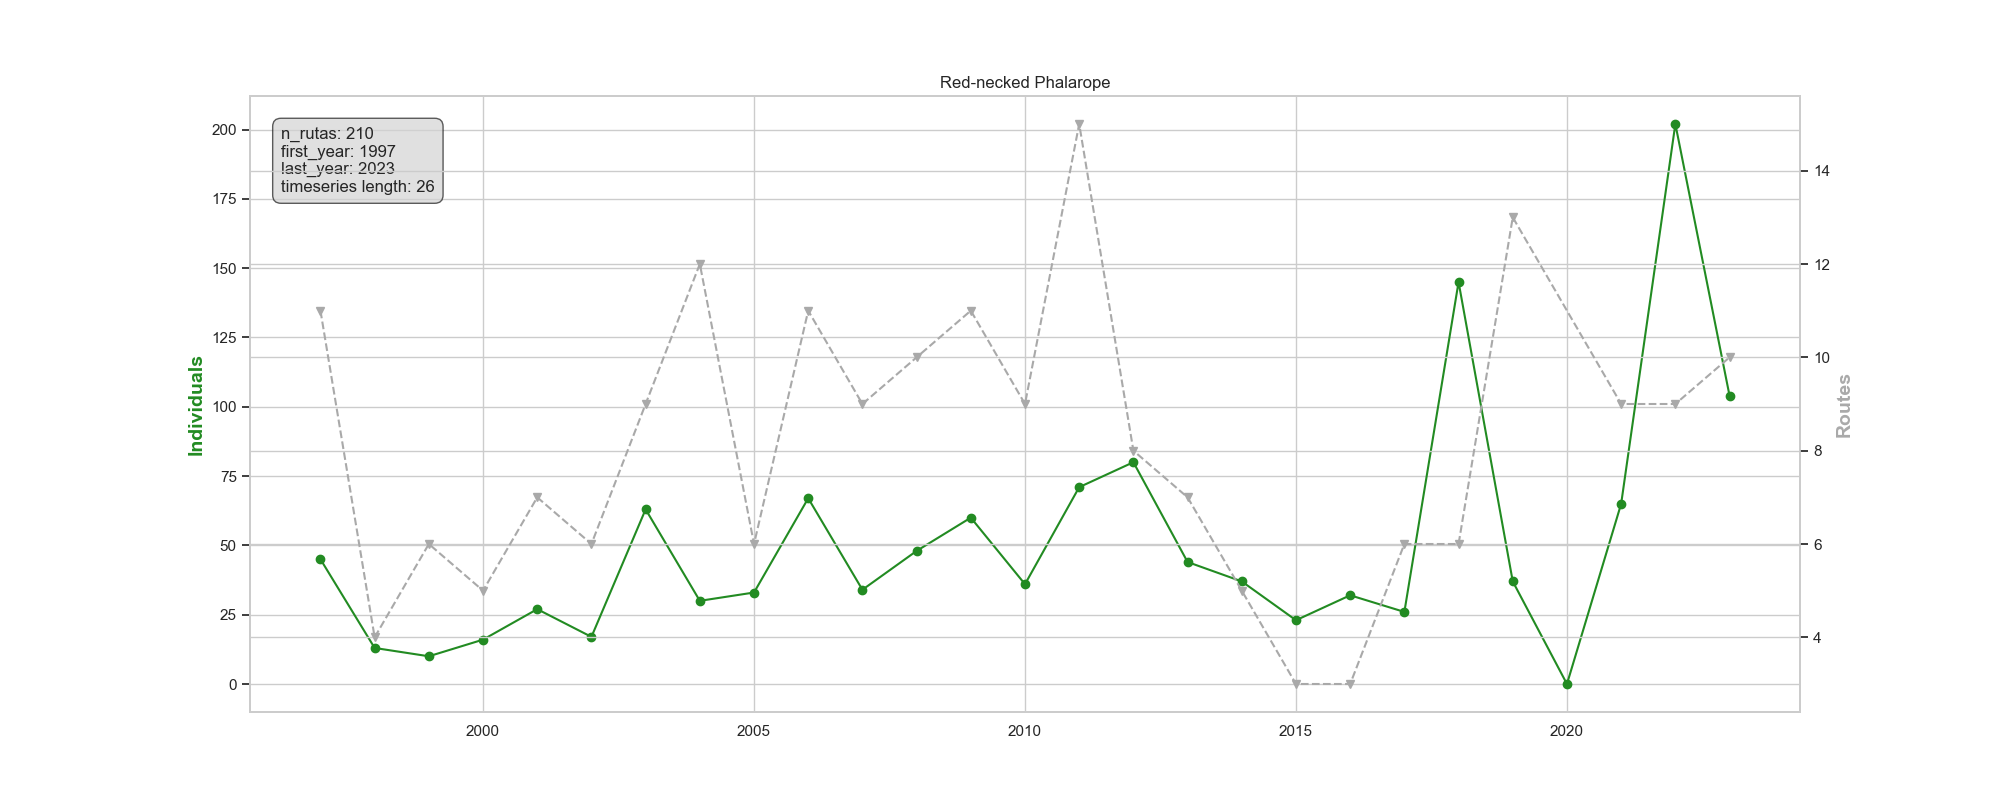 Red-necked Phalarope
n_rutas: 210
first_year: 1997
last_year: 2023
timeseries length: 26
200
175
150
125
100
75
50
25
0
Individuals
14
12
10
8
6
4
Routes
2000
2005
2010
2015
2020